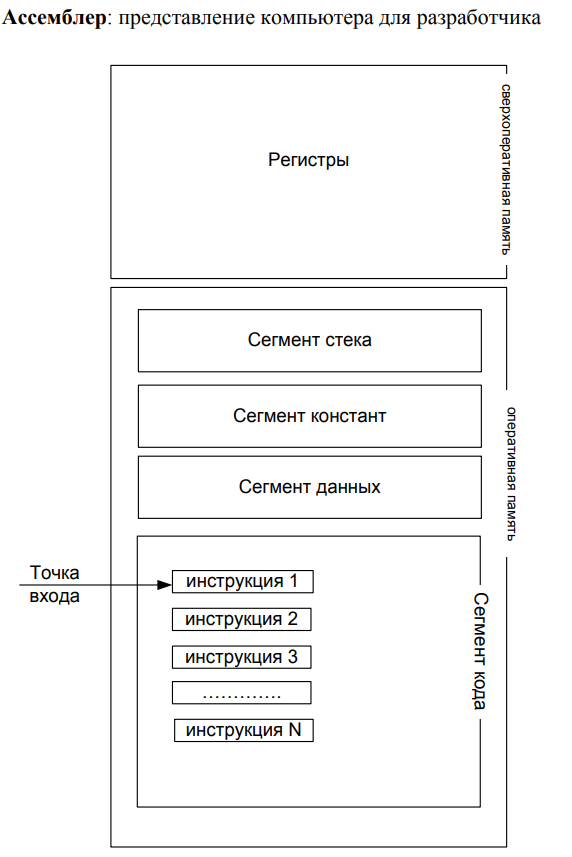 Ассемблер: представление компьютера для разработчика
Регистры
сверхоперативная память
Сегмент стека
Сегмент констант
Сегмент данных
оперативная память
Точка
входа
инструкция 1
инструкция 2
инструкция 3
………….
инструкция N
Сегмент кода